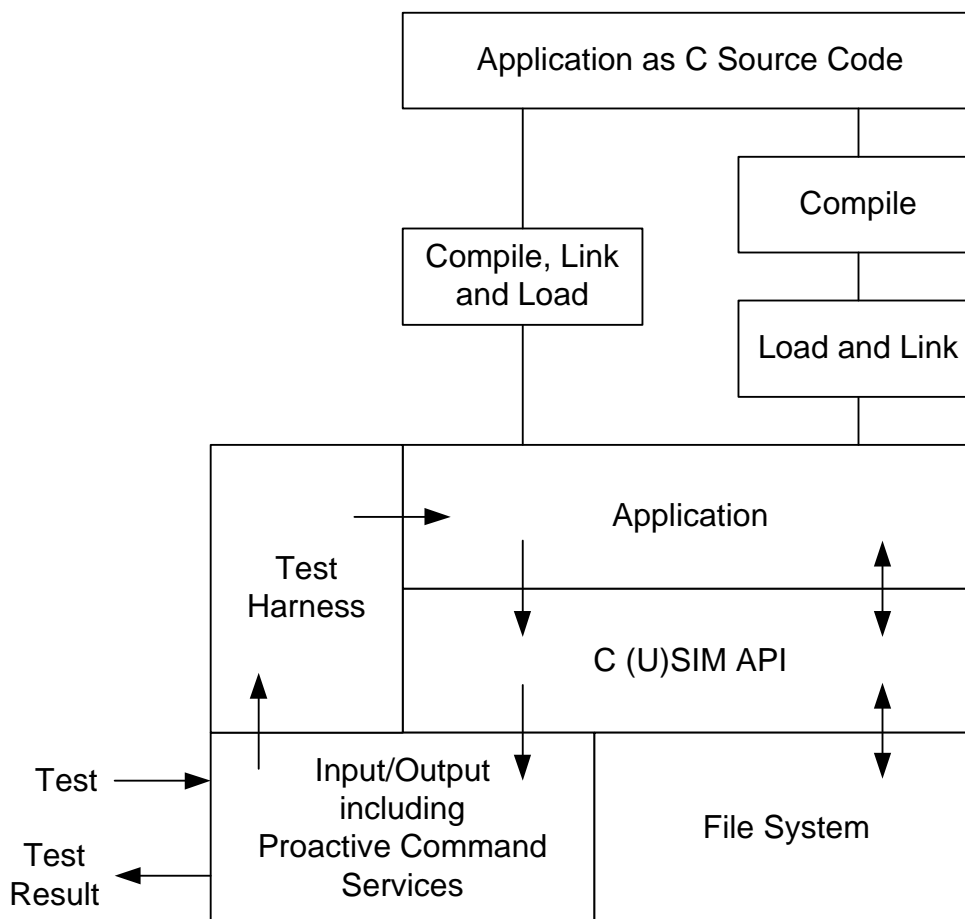 Application as C Source Code
Compile
Compile, Link
and Load
Load and Link
Application
Test
Harness
C (U)SIM API
Test
Input/Output
including
Proactive Command
Services
File System
Test
Result